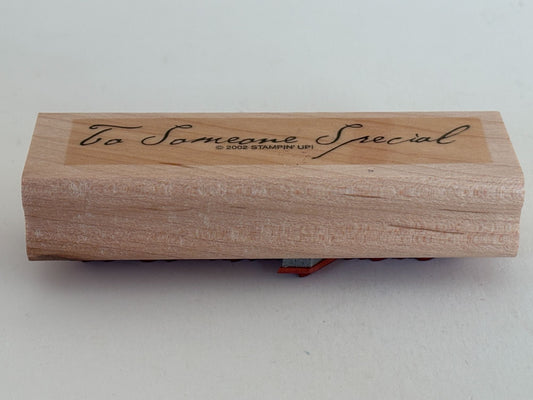 To Someone Special
© 2002 STAMPIN' UP!